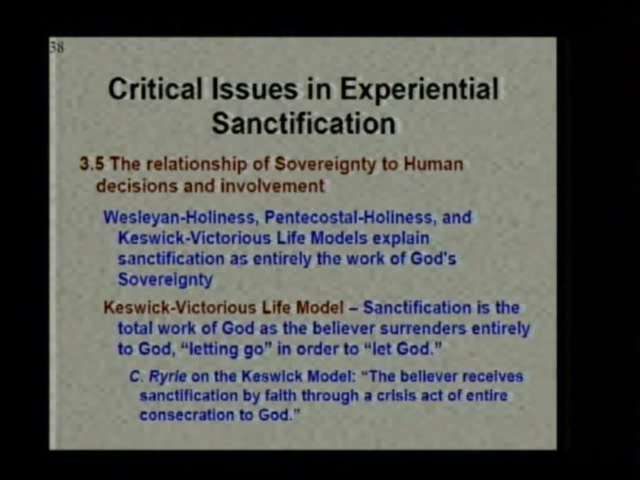 38
Critical Issues in Experiential
Sanctification
3.5 The relationship of Sovereignty to Human
decisions and involvement
Wesleyan-Holiness, Pentecostal-Holiness, and
Keswick-Victorious Life Models explain
sanctification as entirely the work of God's
Sovereignty
Keswick-Victorious Life Model – Sanctification is the
total work of God as the believer surrenders entirely
to God, “letting go” in order to “let God.”
C. Ryrie on the Keswick Model: “The believer receives
sanctification by faith through a crisis act of entire
consecration to God.”